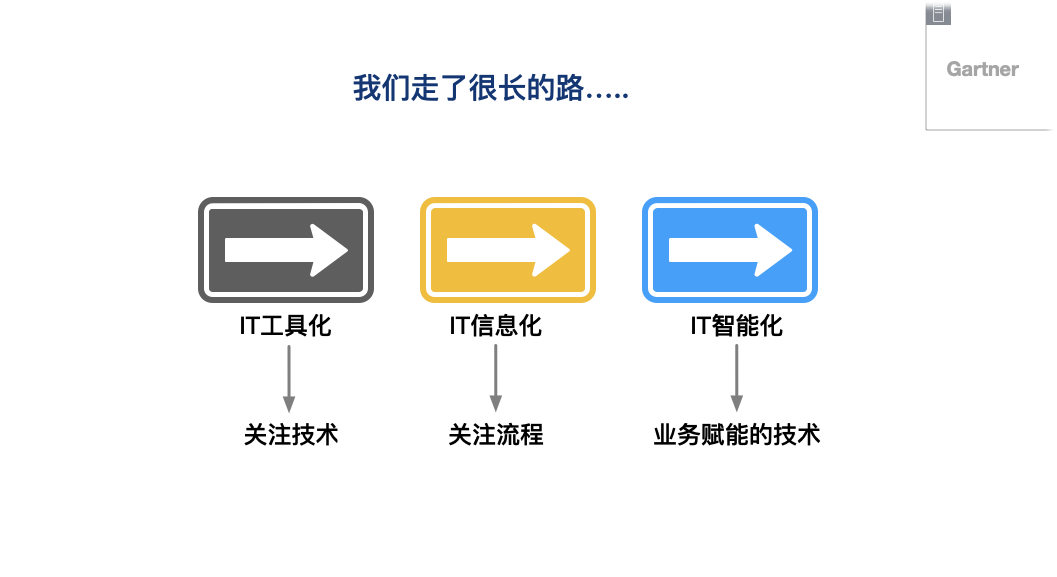 Gartner
我们走了很长的路.....
IT工具化
IT信息化
IT智能化
关注技术
关注流程
业务赋能的技术